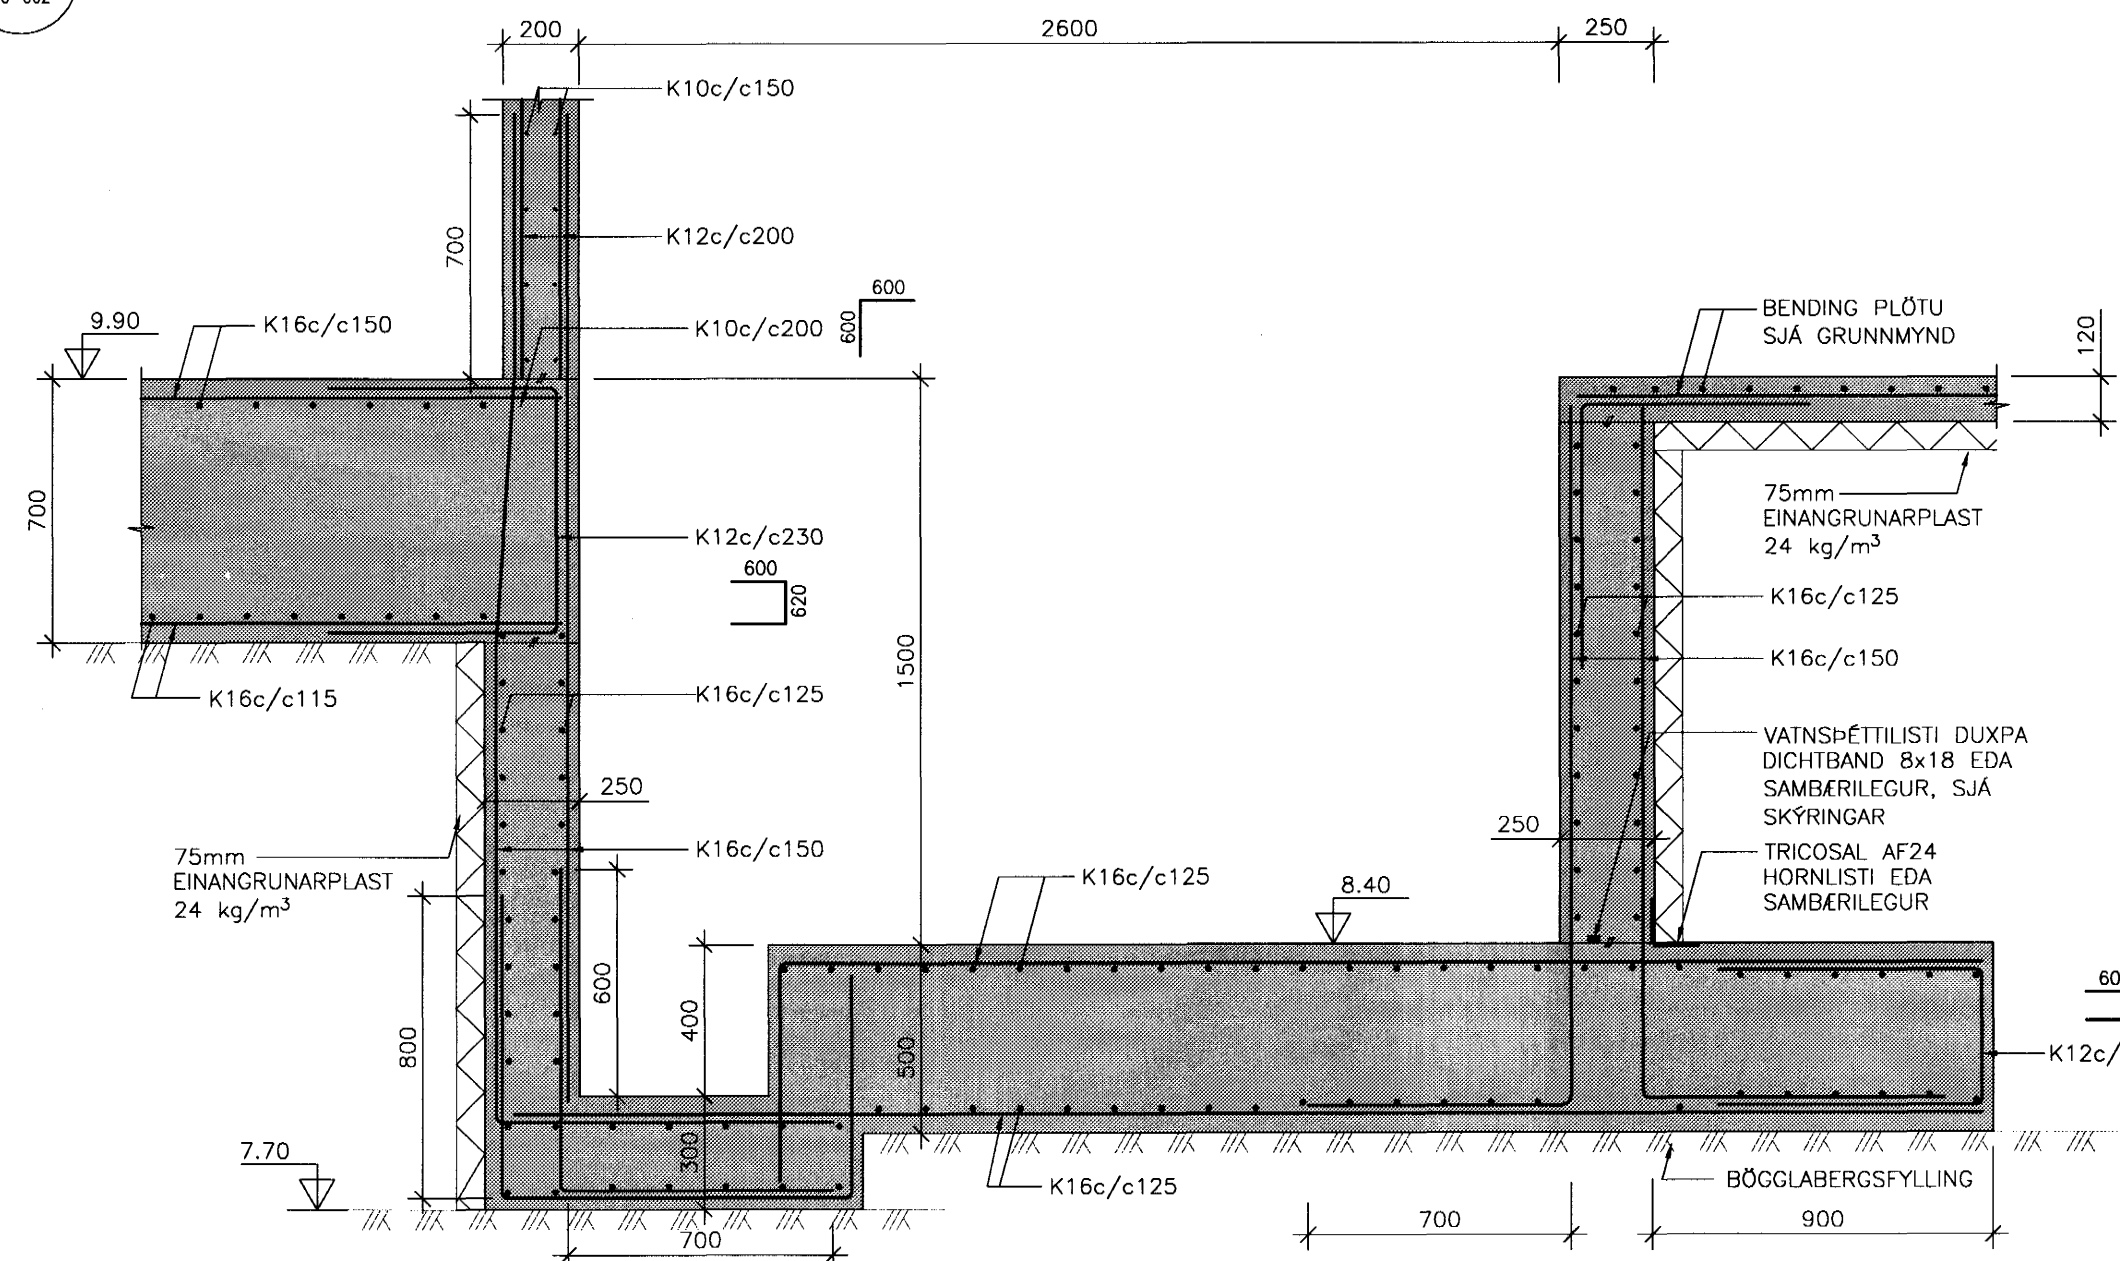 200
2600
250
K10c/c150
700
K12c/c200
600
600
9.90
K16c/c150
K10c/c200
BENDING PLÖTU
SJÁ GRUNNMYND
120
700
K12c/c230
600
620
75mm
EINANGRUNARPLAST
24 kg/m³
K16c/c125
K16c/c150
K16c/c115
K16c/c125
1500
250
VATNSÞÉTTILISTI DUXPA
DICHTBAND 8x18 EÐA
SAMBÆRILEGUR, SJÁ
SKÝRINGAR
250
75mm
EINANGRUNARPLAST
24 kg/m³
K16c/c150
TRICOSAL AF24
HORNLISTI EÐA
SAMBÆRILEGUR
K16c/c125
8.40
600
400
800
500
K12c/
300
7.70
K16c/c125
BÖGGLABERGSFYLLING
700
700
900